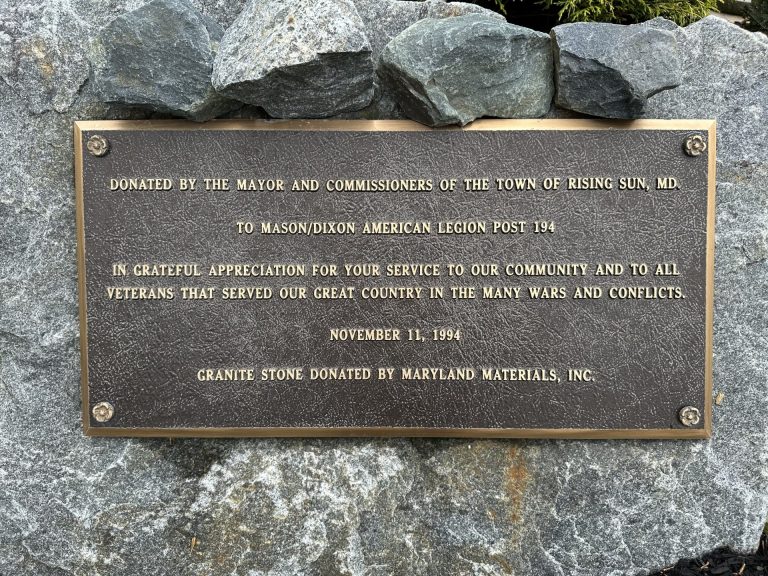 DONATED BY THE MAYOR AND COMMISSIONERS OF THE TOWN OF RISING SUN, MD.
TO MASON/DIXON AMERICAN LEGION POST 194
IN GRATEFUL APPRECIATION FOR YOUR SERVICE TO OUR COMMUNITY AND TO ALL
VETERANS THAT SERVED OUR GREAT COUNTRY IN THE MANY WARS AND CONFLICTS.
NOVEMBER 11, 1994
GRANITE STONE DONATED BY MARYLAND MATERIALS, INC.